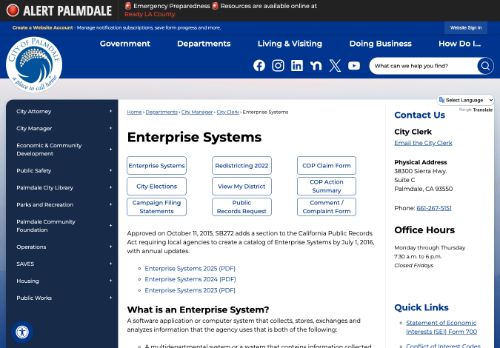 ALERT PALMDALE
🚨 Emergency Preparedness 🚨 Resources are available online at
Ready LA County.
Create a Website Account - Manage notification subscriptions, save form progress and more.
Website Sign In
CITY OF PALMDALE
a place to call home
Government
Departments
Living & Visiting
Doing Business
How Do I...
What can we help you find?
Select Language
Google Translate
City Attorney
City Manager
Economic & Community
Development
Public Safety
Palmdale City Library
Parks and Recreation
Palmdale Community
Foundation
Operations
SAVES
Housing
Public Works
Home › Departments › City Manager › City Clerk › Enterprise Systems
Enterprise Systems
Enterprise Systems
Redistricting 2022
COP Claim Form
City Elections
View My District
COP Action
Summary
Campaign Filing
Statements
Public
Records Request
Comment /
Complaint Form
Approved on October 11, 2015, SB272 adds a section to the California Public Records
Act requiring local agencies to create a catalog of Enterprise Systems by July 1, 2016,
with annual updates.
Enterprise Systems 2025 (PDF)
Enterprise Systems 2024 (PDF)
Enterprise Systems 2023 (PDF)
What is an Enterprise System?
A software application or computer system that collects, stores, exchanges and
analyzes information that the agency uses that is both of the following:
A multidepartmental system or a system that contains information collected
Contact Us
City Clerk
Email the City Clerk
Physical Address
38300 Sierra Hwy.
Suite C
Palmdale, CA 93550
Phone: 661-267-5151
Office Hours
Monday through Thursday
7:30 a.m. to 6 p.m.
Closed Fridays
Quick Links
Statement of Economic
Interests (SEI) Form 700
Conflict of Interest Codes